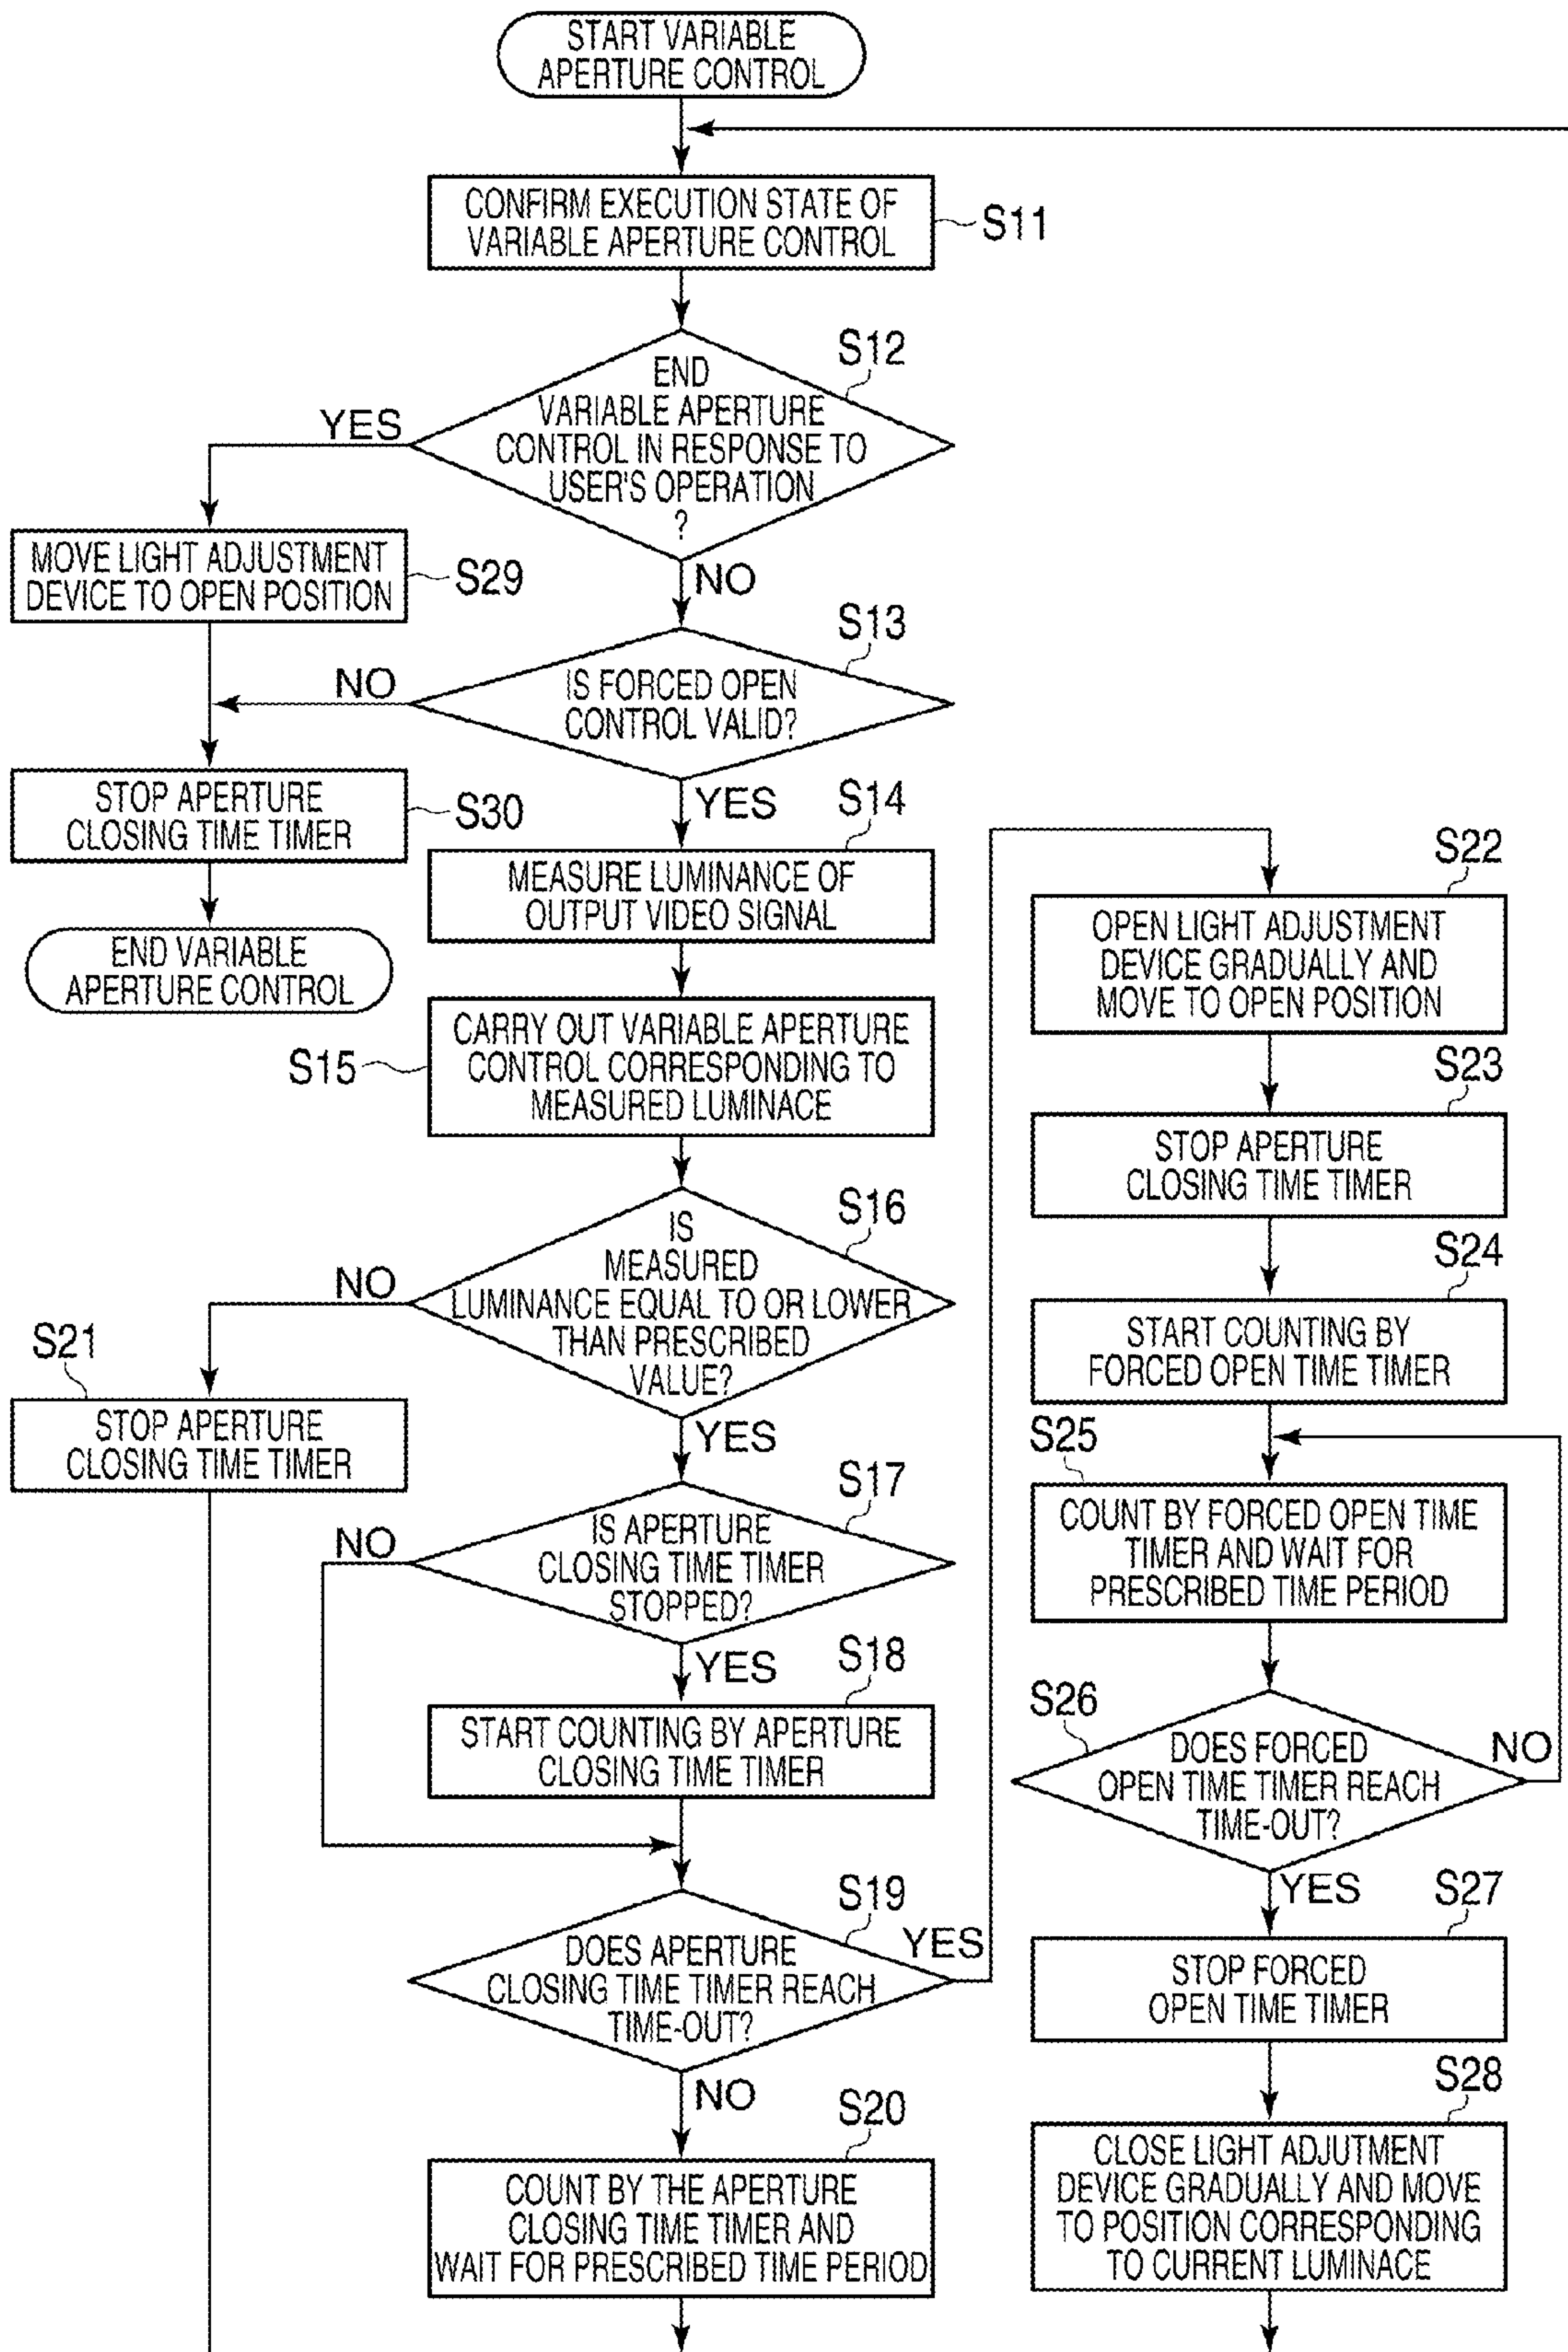 START VARIABLE
APERTURE CONTROL
CONFIRM EXECUTION STATE OF
VARIABLE APERTURE CONTROL
S11
S12
END
VARIABLE APERTURE
CONTROL IN RESPONSE TO
USER'S OPERATION
?
YES
NO
MOVE LIGHT ADJUSTMENT
DEVICE TO OPEN POSITION
S29
S13
IS FORCED OPEN
CONTROL VALID?
NO
YES
STOP APERTURE
CLOSING TIME TIMER
S30
END VARIABLE
APERTURE CONTROL
S14
MEASURE LUMINANCE OF
OUTPUT VIDEO SIGNAL
S15
CARRY OUT VARIABLE APERTURE
CONTROL CORRESPONDING TO
MEASURED LUMINACE
S16
IS
MEASURED
LUMINANCE EQUAL TO OR LOWER
THAN PRESCRIBED
VALUE?
NO
YES
S21
STOP APERTURE
CLOSING TIME TIMER
S17
IS APERTURE
CLOSING TIME TIMER
STOPPED?
NO
YES
S18
START COUNTING BY APERTURE
CLOSING TIME TIMER
S19
DOES APERTURE
CLOSING TIME TIMER REACH
TIME-OUT?
YES
NO
S20
COUNT BY THE APERTURE
CLOSING TIME TIMER AND
WAIT FOR PRESCRIBED TIME PERIOD
S22
OPEN LIGHT ADJUSTMENT
DEVICE GRADUALLY AND
MOVE TO OPEN POSITION
S23
STOP APERTURE
CLOSING TIME TIMER
S24
START COUNTING BY
FORCED OPEN TIME TIMER
S25
COUNT BY FORCED OPEN TIME
TIMER AND WAIT FOR
PRESCRIBED TIME PERIOD
S26
DOES FORCED
OPEN TIME TIMER REACH
TIME-OUT?
NO
YES
S27
STOP FORCED
OPEN TIME TIMER
S28
CLOSE LIGHT ADJUTMENT
DEVICE GRADUALLY AND MOVE
TO POSITION CORRESPONDING
TO CURRENT LUMINACE